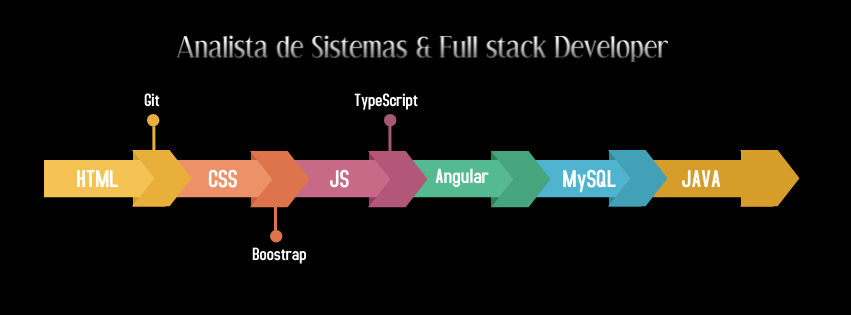 Analista de Sistemas & Full stack Developer
Git
TypeScript
HTML
CSS
JS
Angular
MySQL
JAVA
Boostrap